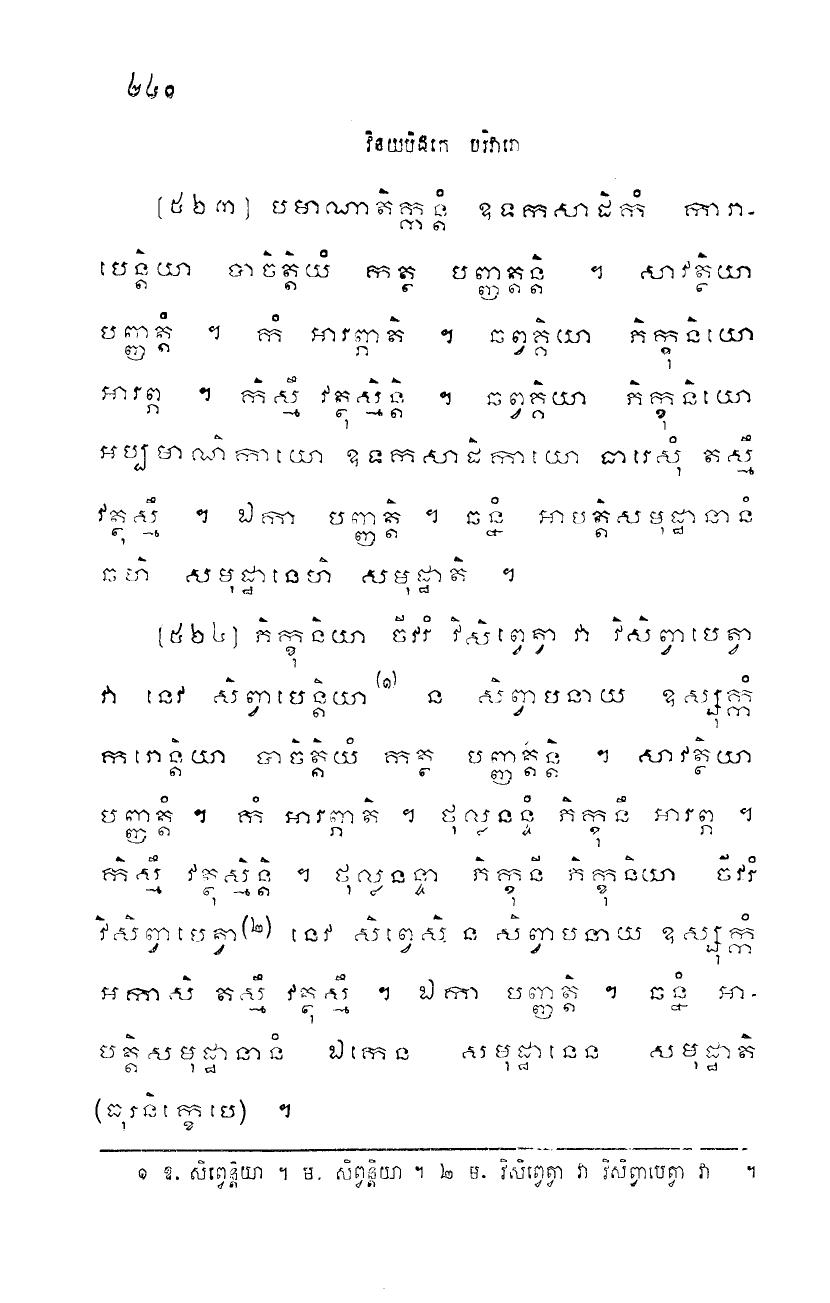 ២៤០
វិនយបិដកេ បរិវារោ
[៥២៣] បមាណាតិក្កន្តំ ឧទកសាដិកំ ការា-
បេន្តិយា បាចិត្តិយំ កត្ថ បញ្ញត្តន្តិ ។ សាវត្ថិយា
បញ្ញត្តំ ។ កំ អារព្ភាតិ ។ ឆព្វគ្គិយា ភិក្ខុនិយោ
អារព្ភ ។ កិស្មឹ វត្ថុស្មិន្តិ ។ ឆព្វគ្គិយា ភិក្ខុនិយោ
អប្បមាណិកាយោ ឧទកសាដិកាយោ ធារេសុំ តស្មឹ
វត្ថុស្មឹ ។ ឯកា បញ្ញត្តិ ។ ឆន្នំ អាបត្តិសមុដ្ឋានានំ
ឆហិ សមុដ្ឋានេហិ សមុដ្ឋាតិ ។
[៥២៤] ភិក្ខុនិយា ចីវរំ វិសិព្វេត្វា វា វិសិព្វាបេត្វា
វា នេវ សិព្វាបេន្តិយា(១) ន សិព្វាបនាយ ឧស្សុក្កំ
ករោន្តិយា បាចិត្តិយំ កត្ថ បញ្ញត្តន្តិ ។ សាវត្ថិយា
បញ្ញត្តំ ។ កំ អារព្ភាតិ ។ ថុល្លនន្ទំ ភិក្ខុនឹ អារព្ភ ។
កិស្មឹ វត្ថុស្មិន្តិ ។ ថុល្លនន្ទា ភិក្ខុនី ភិក្ខុនិយា ចីវរំ
វិសិព្វាបេត្វា(២) នេវ សិព្វេសិ ន សិព្វាបនាយ ឧស្សុក្កំ
អកាសិ តស្មឹ វត្ថុស្មឹ ។ ឯកា បញ្ញត្តិ ។ ឆន្នំ អា-
បត្តិសមុដ្ឋានានំ ឯកេន សមុដ្ឋានេន សមុដ្ឋាតិ
(ធុរនិក្ខេបេ) ។
១ ឱ. សិព្វេន្តិយា ។ ម. សិព្វន្តិយា ។ ២ ម. វិសិព្វេត្វា វា វិសិព្វាបេត្វា វា ។